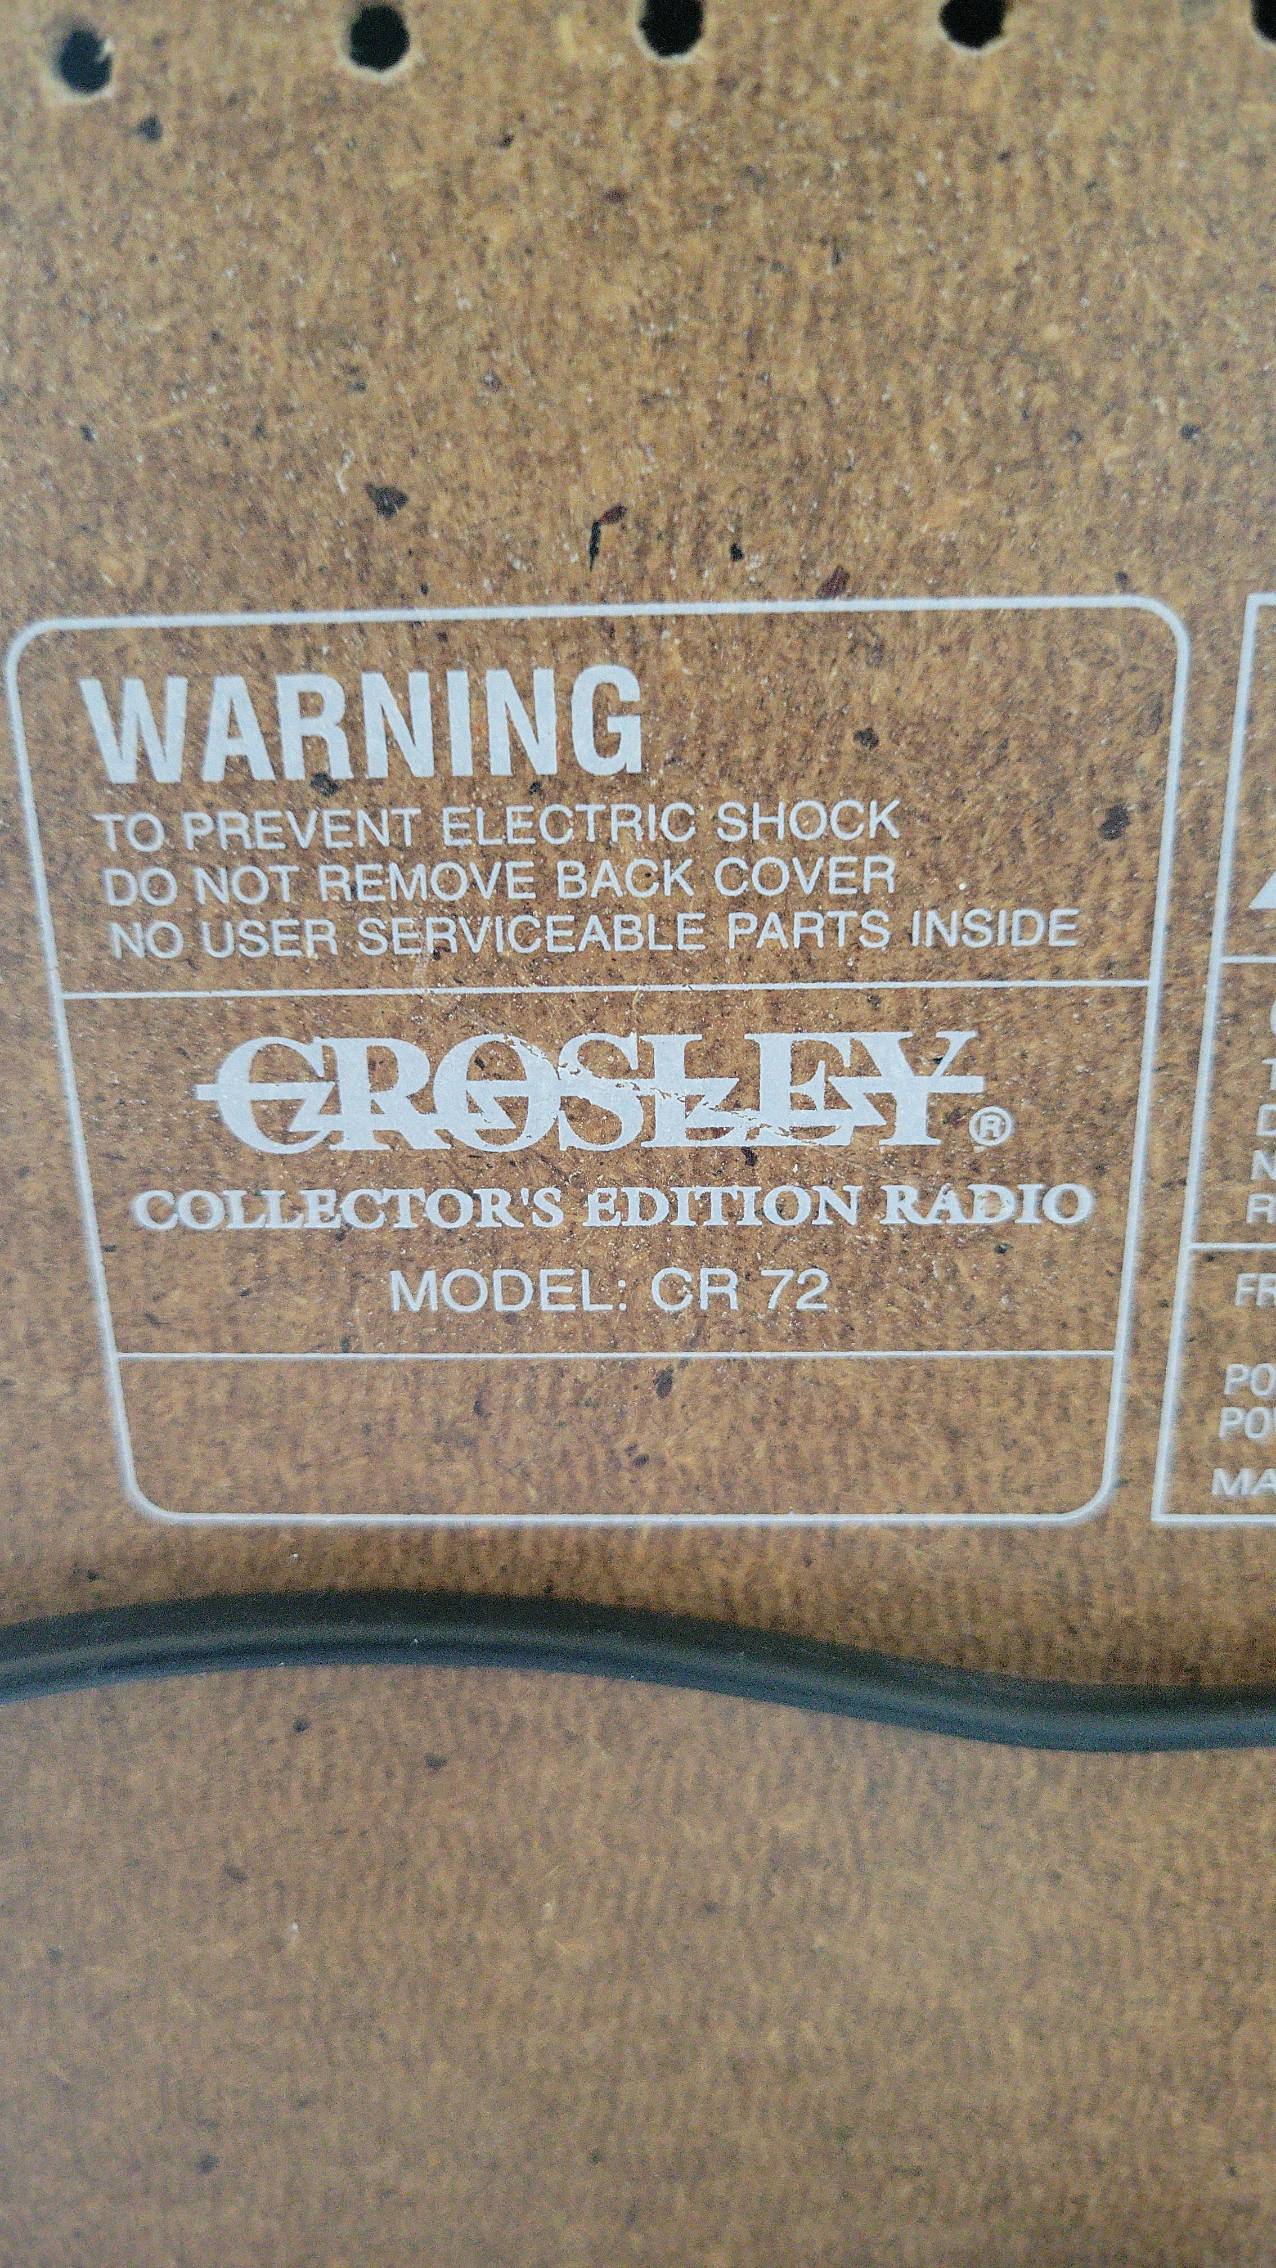 WARNING
TO PREVENT ELECTRIC SHOCK
DO NOT REMOVE BACK COVER
NO USER SERVICEABLE PARTS INSIDE
CROSLEY®
COLLECTOR'S EDITION RADIO
MODEL: CR 72